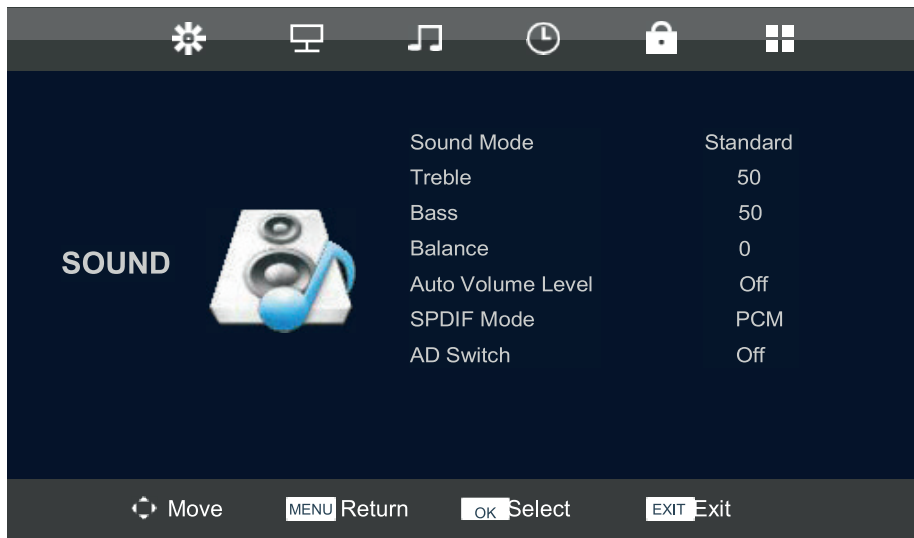 Sound Mode Standard
Treble 50
Bass 50
Balance 0
SOUND
Auto Volume Level Off
SPDIF Mode PCM
AD Switch Off
Move MENU Return OK Select EXIT Exit